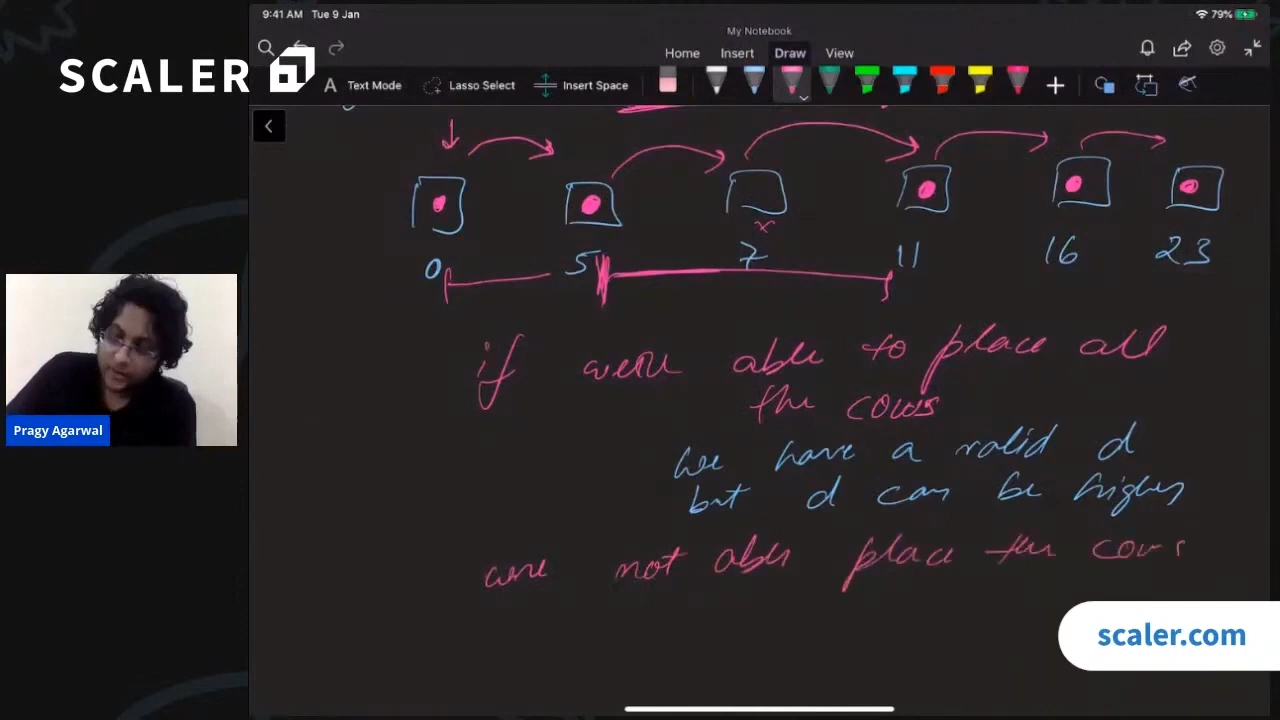 9:41 AM Tue 9 Jan
79%
My Notebook
SCALER
Home Insert Draw View
A Text Mode Lasso Select Insert Space
0 5 7 11 16 23
x
if were able to place all
the cows
we have a valid d
but d can be higher
were not able place the cows
Pragy Agarwal
scaler.com